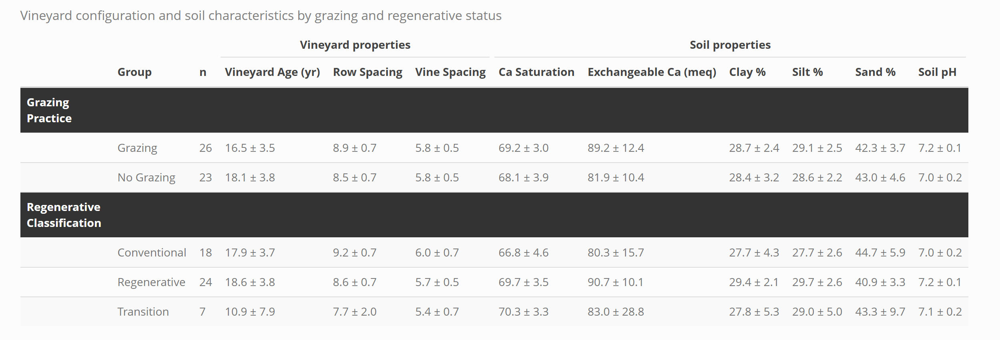 Vineyard configuration and soil characteristics by grazing and regenerative status
Vineyard properties Soil properties
Group n Vineyard Age (yr) Row Spacing Vine Spacing Ca Saturation Exchangeable Ca (meq) Clay % Silt % Sand % Soil pH
Grazing
Practice
Grazing 26 16.5 ± 3.5 8.9 ± 0.7 5.8 ± 0.5 69.2 ± 3.0 89.2 ± 12.4 28.7 ± 2.4 29.1 ± 2.5 42.3 ± 3.7 7.2 ± 0.1
No Grazing 23 18.1 ± 3.8 8.5 ± 0.7 5.8 ± 0.5 68.1 ± 3.9 81.9 ± 10.4 28.4 ± 3.2 28.6 ± 2.2 43.0 ± 4.6 7.0 ± 0.2
Regenerative
Classification
Conventional 18 17.9 ± 3.7 9.2 ± 0.7 6.0 ± 0.7 66.8 ± 4.6 80.3 ± 15.7 27.7 ± 4.3 27.7 ± 2.6 44.7 ± 5.9 7.0 ± 0.2
Regenerative 24 18.6 ± 3.8 8.6 ± 0.7 5.7 ± 0.5 69.7 ± 3.5 90.7 ± 10.1 29.4 ± 2.1 29.7 ± 2.6 40.9 ± 3.3 7.2 ± 0.1
Transition 7 10.9 ± 7.9 7.7 ± 2.0 5.4 ± 0.7 70.3 ± 3.3 83.0 ± 28.8 27.8 ± 5.3 29.0 ± 5.0 43.3 ± 9.7 7.1 ± 0.2